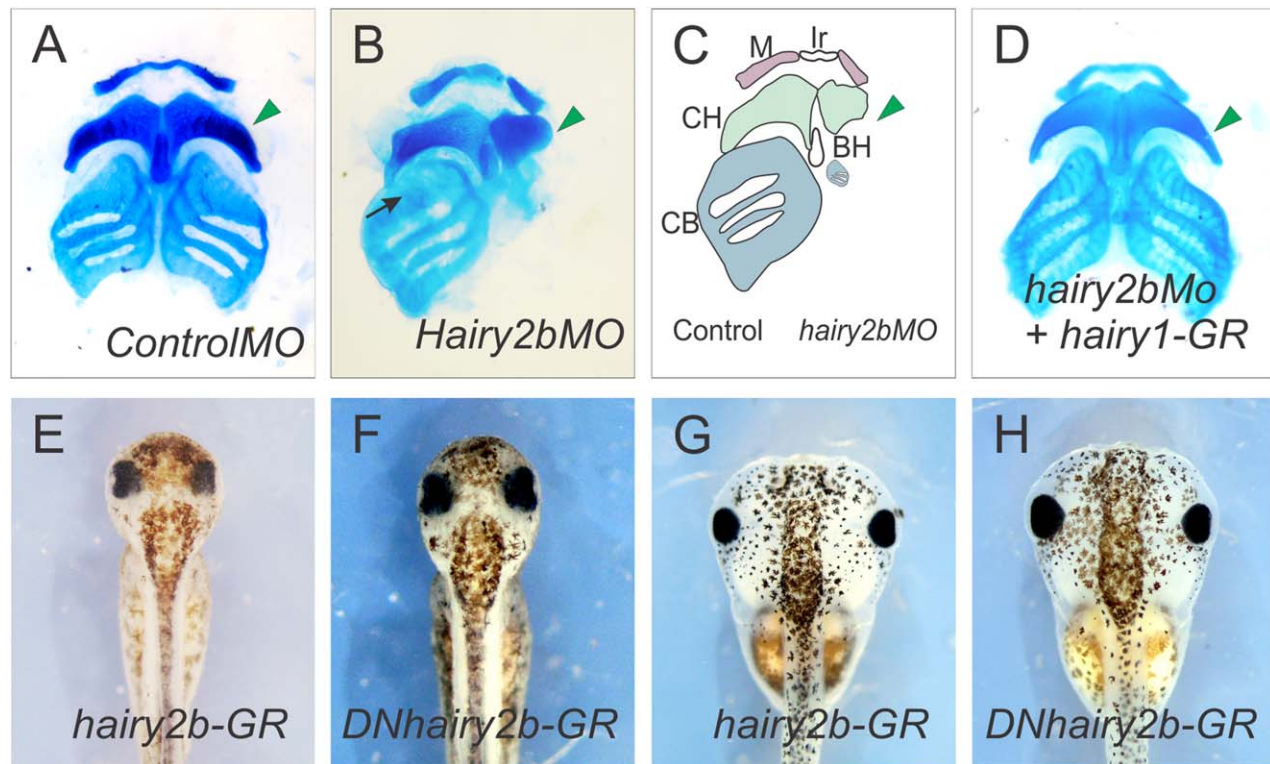 A
ControlMO
B
Hairy2bMO
C
Ir
M
CH
BH
CB
Control hairy2bMO
D
hairy2bMo
+ hairy1-GR
E
hairy2b-GR
F
DNhairy2b-GR
G
hairy2b-GR
H
DNhairy2b-GR